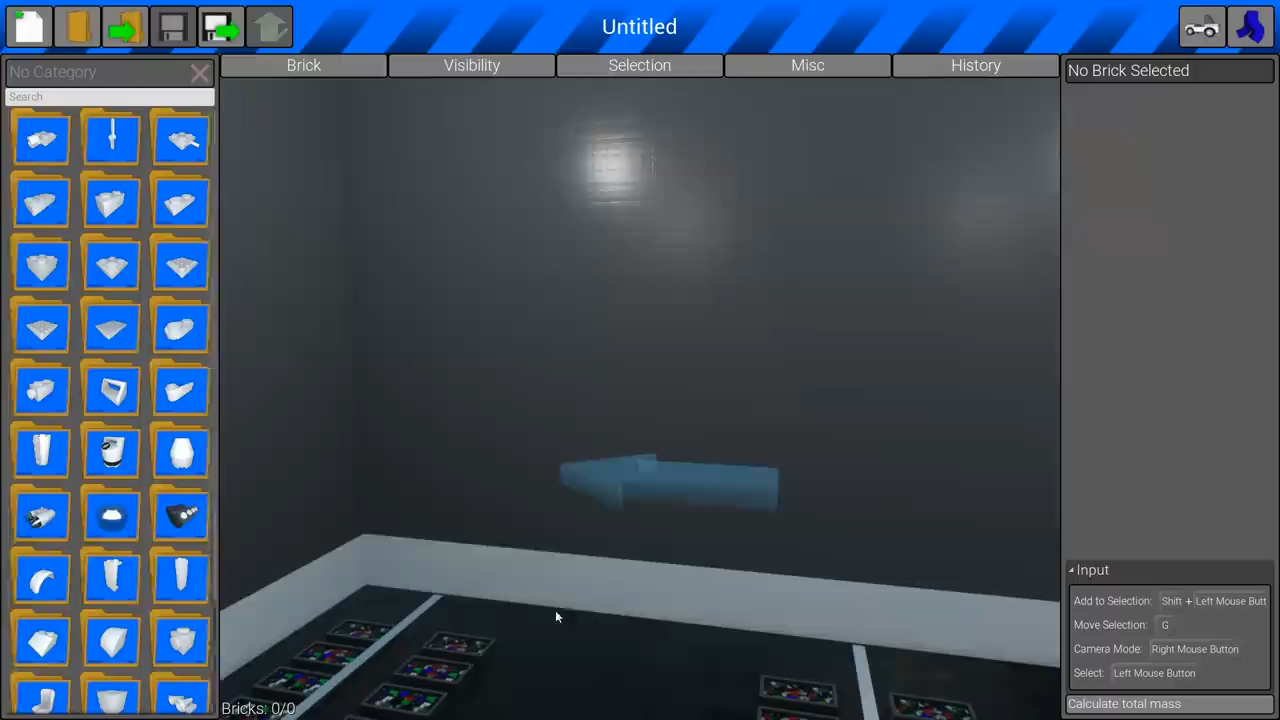 Untitled
No Category
Search
Brick
Visibility
Selection
Misc
History
No Brick Selected
Input
Add to Selection: Shift + Left Mouse Butt
Move Selection: G
Camera Mode: Right Mouse Button
Select: Left Mouse Button
Calculate total mass
Bricks: 0/0